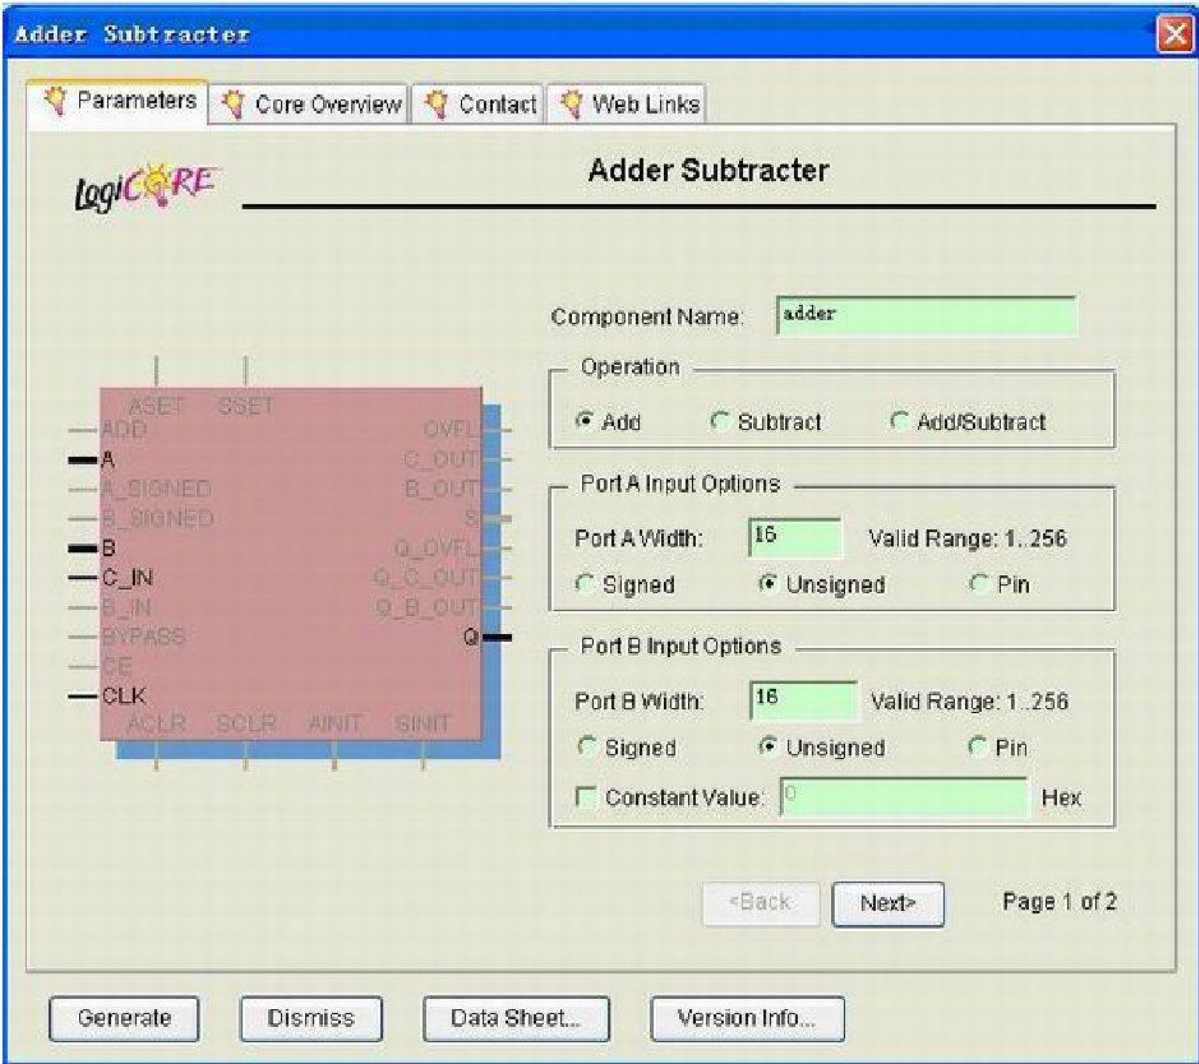 Adder Subtracter
Parameters
Core Overview
Contact
Web Links
LogiCORE
Adder Subtracter
Component Name: adder
Operation
Add Subtract Add/Subtract
Port A Input Options
Port A Width: 16 Valid Range: 1..256
Signed Unsigned Pin
Port B Input Options
Port B Width: 16 Valid Range: 1..256
Signed Unsigned Pin
Constant Value: 0 Hex
ASET SSET
ADD OVFL
A C_OUT
A_SIGNED B_OUT
B_SIGNED S
B Q_OVFL
C_IN Q_C_OUT
B_IN Q_B_OUT
BYPASS Q
CE
CLK
ACLR SCLR AINIT SINIT
<Back Next> Page 1 of 2
Generate Dismiss Data Sheet... Version Info...